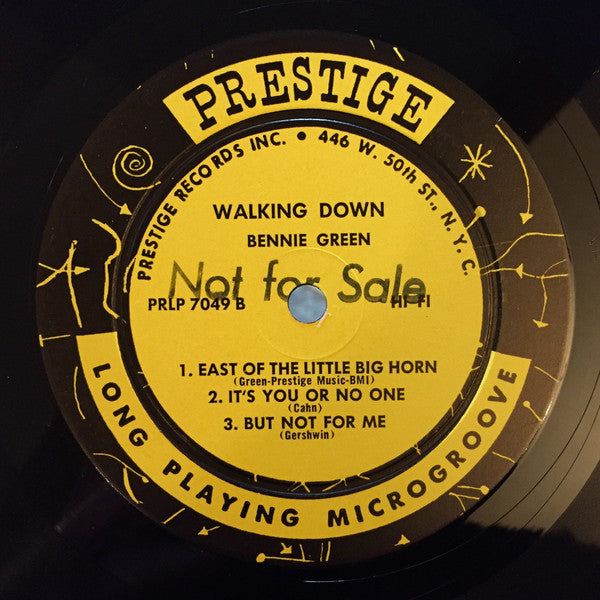 PRESTIGE
PRESTIGE RECORDS INC. • 446 W. 50th ST., N.Y.C.
WALKING DOWN
BENNIE GREEN
Not for Sale
PRLP 7049 B HI-FI
1. EAST OF THE LITTLE BIG HORN
(Green-Prestige Music-BMI)
2. IT'S YOU OR NO ONE
(Cahn)
3. BUT NOT FOR ME
(Gershwin)
LONG PLAYING MICROGROOVE